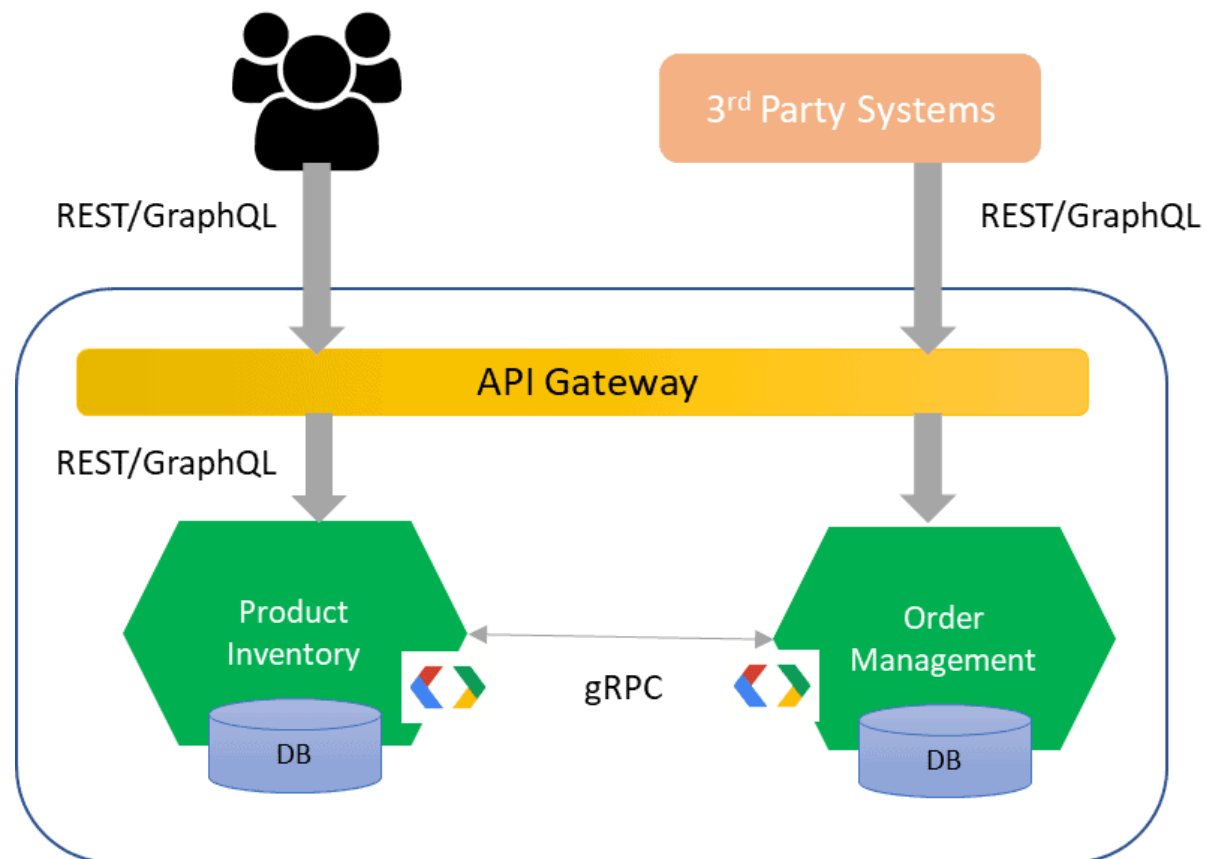 3rd Party Systems
REST/GraphQL
REST/GraphQL
API Gateway
REST/GraphQL
Product
Inventory
Order
Management
gRPC
DB
DB